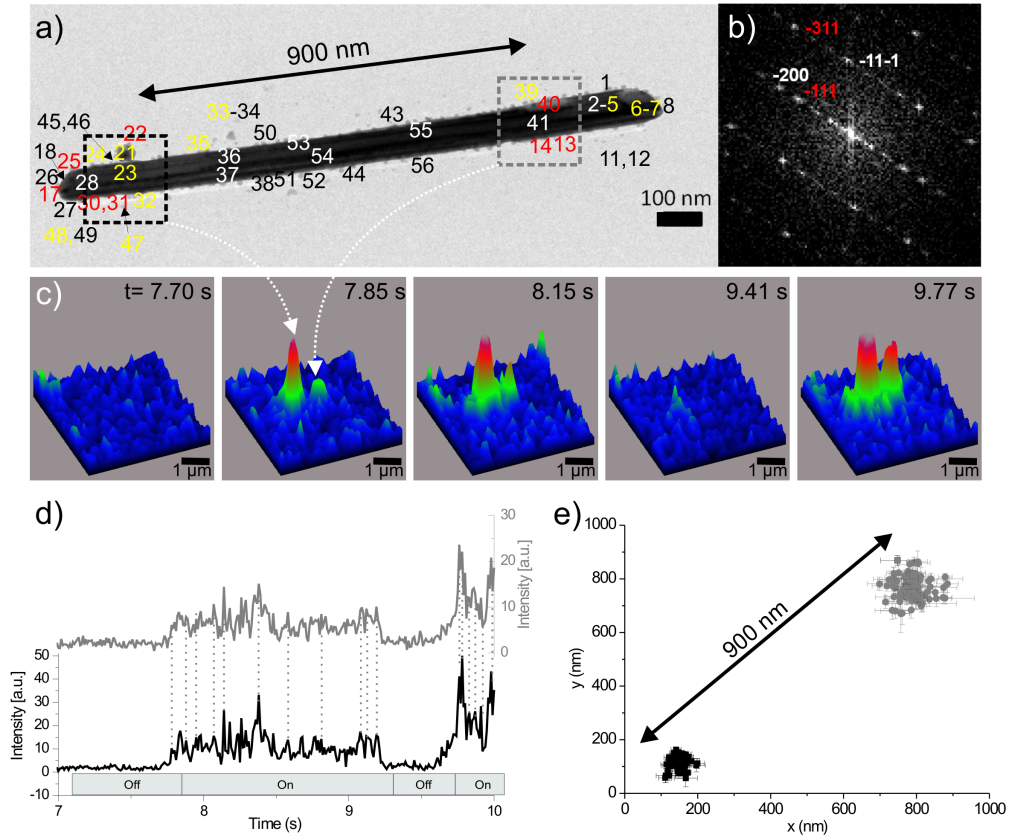 a)
900 nm
33-34
39
1
40
2-5
6-7
8
43
45,46
22
50
55
41
35
53
18
24
21
36
54
14
13
25
23
56
11,12
26
28
37
38
51
52
44
17
30,31
32
27
48,49
47
100 nm
b)
-311
-11-1
-200
-111
c)
t= 7.70 s
7.85 s
8.15 s
9.41 s
9.77 s
1 µm
1 µm
1 µm
1 µm
1 µm
d)
30
20
10
0
Intensity [a.u.]
50
40
30
20
10
0
-10
Intensity [a.u.]
Off
On
Off
On
7
8
9
10
Time (s)
e)
1000
800
600
400
200
0
y (nm)
900 nm
0
200
400
600
800
1000
x (nm)